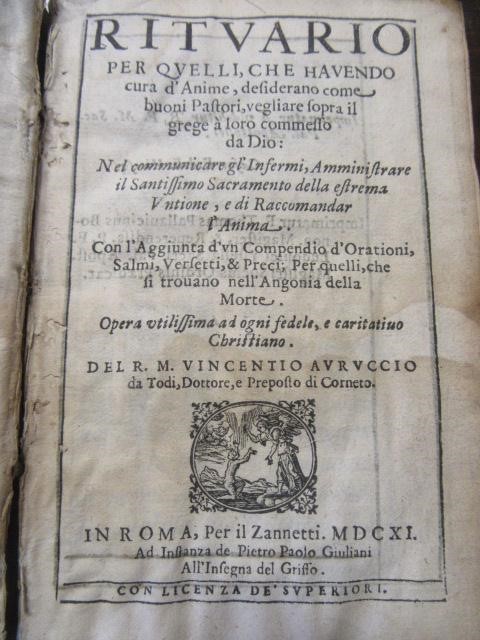 RITVARIO
PER QVELLI, CHE HAVENDO
cura d'Anime, desiderano come
buoni Pastori, vegliare sopra il
grege à loro commesso
da Dio:
Nel communicare gl'Infermi, Amministrare
il Santissimo Sacramento della estrema
Vntione, e di Raccomandar
l'Anima.
Con l'Aggiunta d'vn Compendio d'Orationi,
Salmi, Versetti, & Preci; Per quelli, che
si trouano nell'Angonia della
Morte.
Opera vtilissima ad ogni fedele, e caritatiuo
Christiano.
DEL R. M. VINCENTIO AVRVCCIO
da Todi, Dottore, e Preposto di Corneto.
IN ROMA, Per il Zannetti. MDCXI.
Ad Instanza de Pietro Paolo Giuliani
All'Insegna del Griffo.
CON LICENZA DE' SVPERIORI.